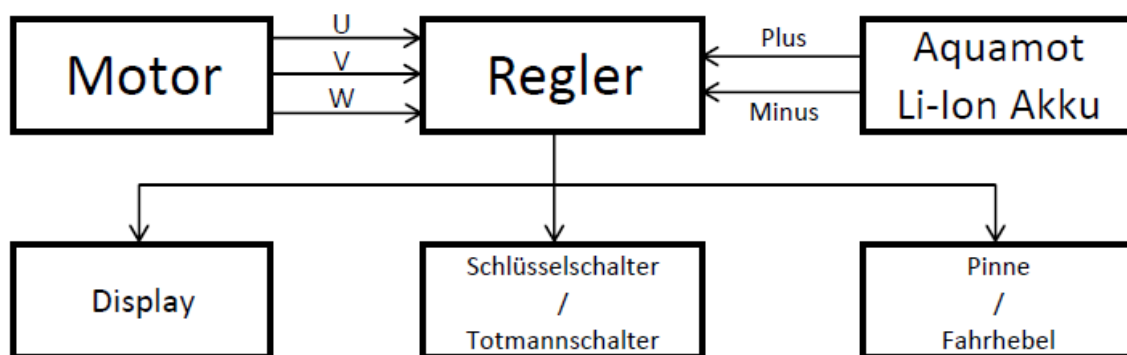 Motor
U
V
W
Regler
Plus
Minus
Aquamot
Li-Ion Akku
Display
Schlüsselschalter
/
Totmannschalter
Pinne
/
Fahrhebel